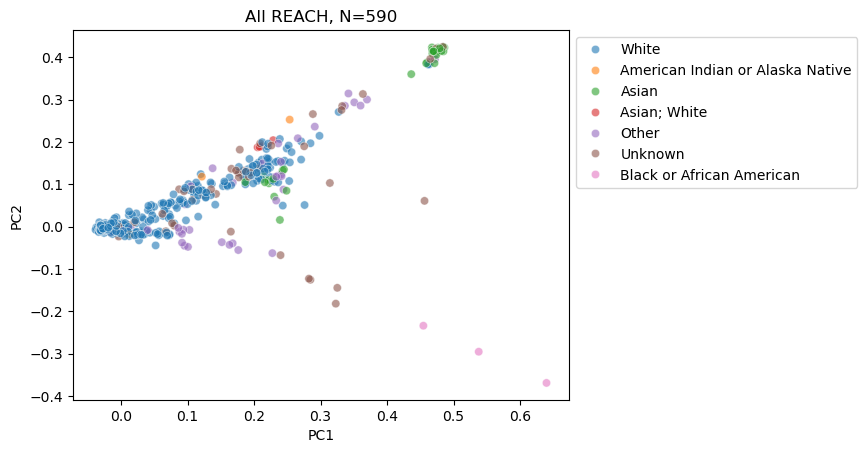 All REACH, N=590
White
American Indian or Alaska Native
Asian
Asian; White
Other
Unknown
Black or African American
PC2
0.4
0.3
0.2
0.1
0.0
−0.1
−0.2
−0.3
−0.4
0.0 0.1 0.2 0.3 0.4 0.5 0.6
PC1